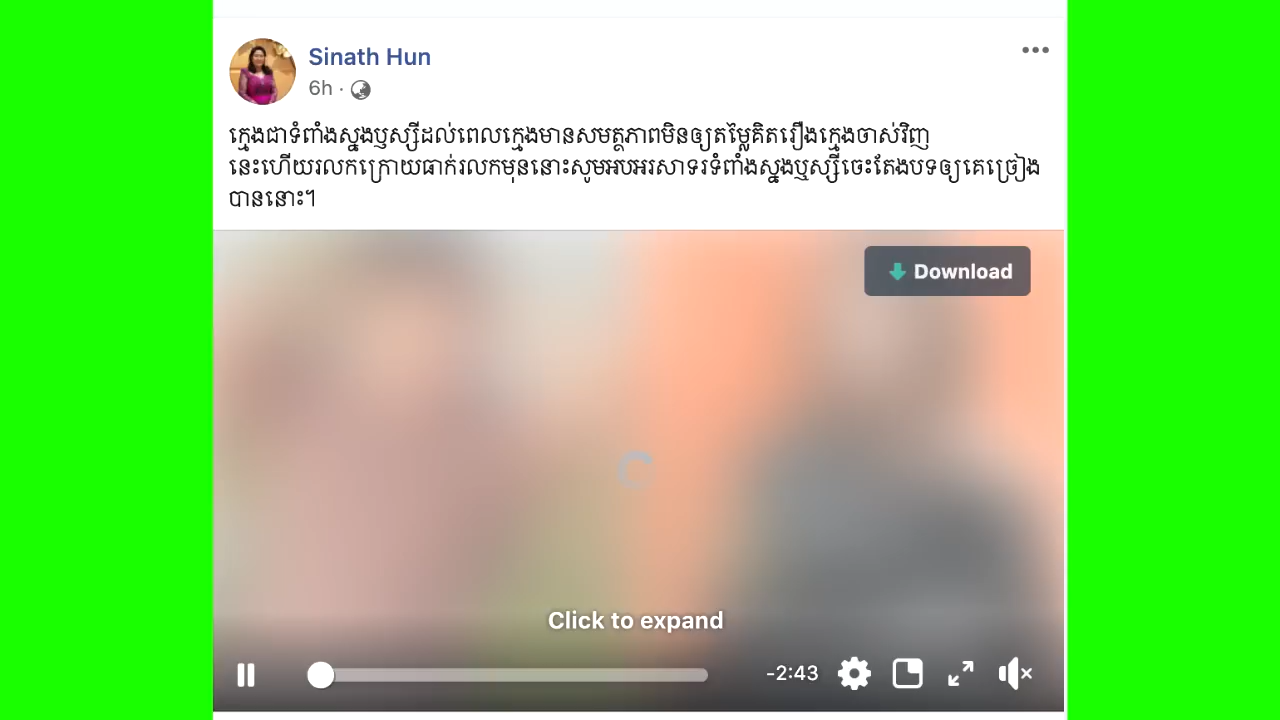 Sinath Hun
6h ·
ក្មេងជាទំពាំងស្នងឫស្សីដល់ពេលក្មេងមានសមត្ថភាពមិនឲ្យតម្លៃគិតរឿងក្មេងចាស់វិញ
នេះហើយរលកក្រោយធាក់រលកមុននោះសូមអបអរសាទរទំពាំងស្នងឬស្សីចេះតែងបទឲ្យគេច្រៀង
បាននោះ។
Download
Click to expand
-2:43